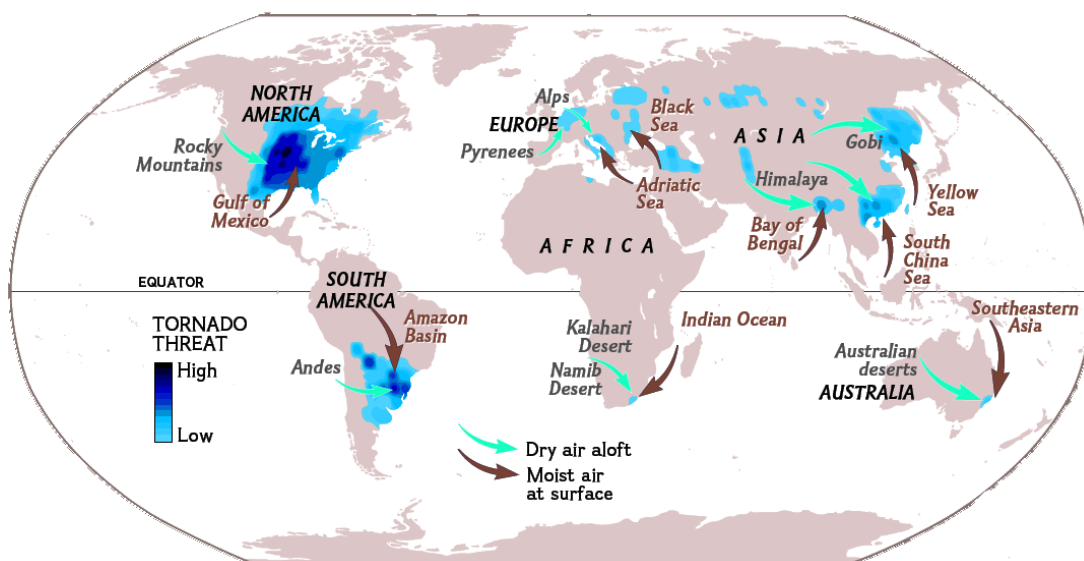 NORTH
AMERICA
Rocky
Mountains
Gulf of
Mexico
Alps
EUROPE
Pyrenees
Black
Sea
Adriatic
Sea
ASIA
Gobi
Himalaya
Bay of
Bengal
Yellow
Sea
South
China
Sea
AFRICA
EQUATOR
SOUTH
AMERICA
Amazon
Basin
Andes
Kalahari
Desert
Namib
Desert
Indian Ocean
Southeastern
Asia
Australian
deserts
AUSTRALIA
TORNADO
THREAT
High
Low
Dry air aloft
Moist air
at surface